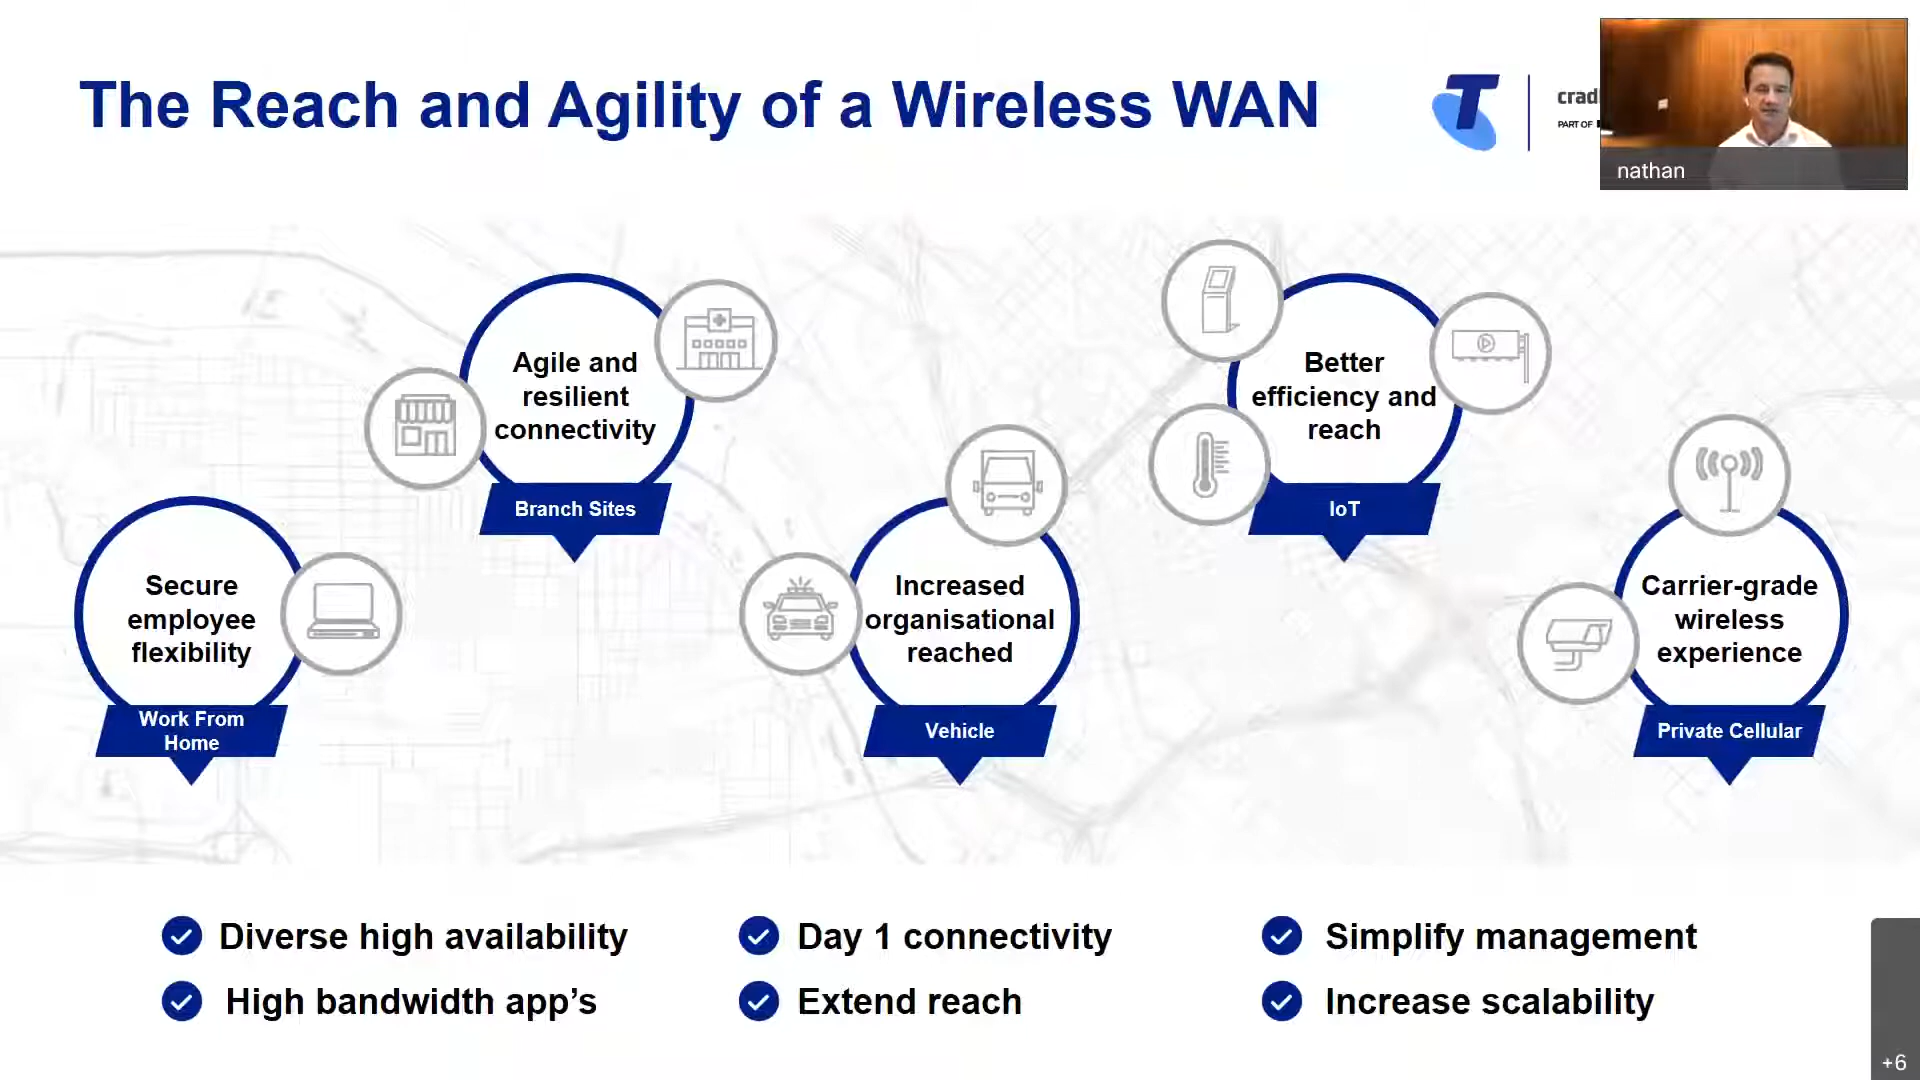 The Reach and Agility of a Wireless WAN
T
PART OF
nathan
Agile and
resilient
connectivity
Branch Sites
Better
efficiency and
reach
IoT
Secure
employee
flexibility
Work From
Home
Increased
organisational
reached
Vehicle
Carrier-grade
wireless
experience
Private Cellular
Diverse high availability
Day 1 connectivity
Simplify management
High bandwidth app’s
Extend reach
Increase scalability
+6